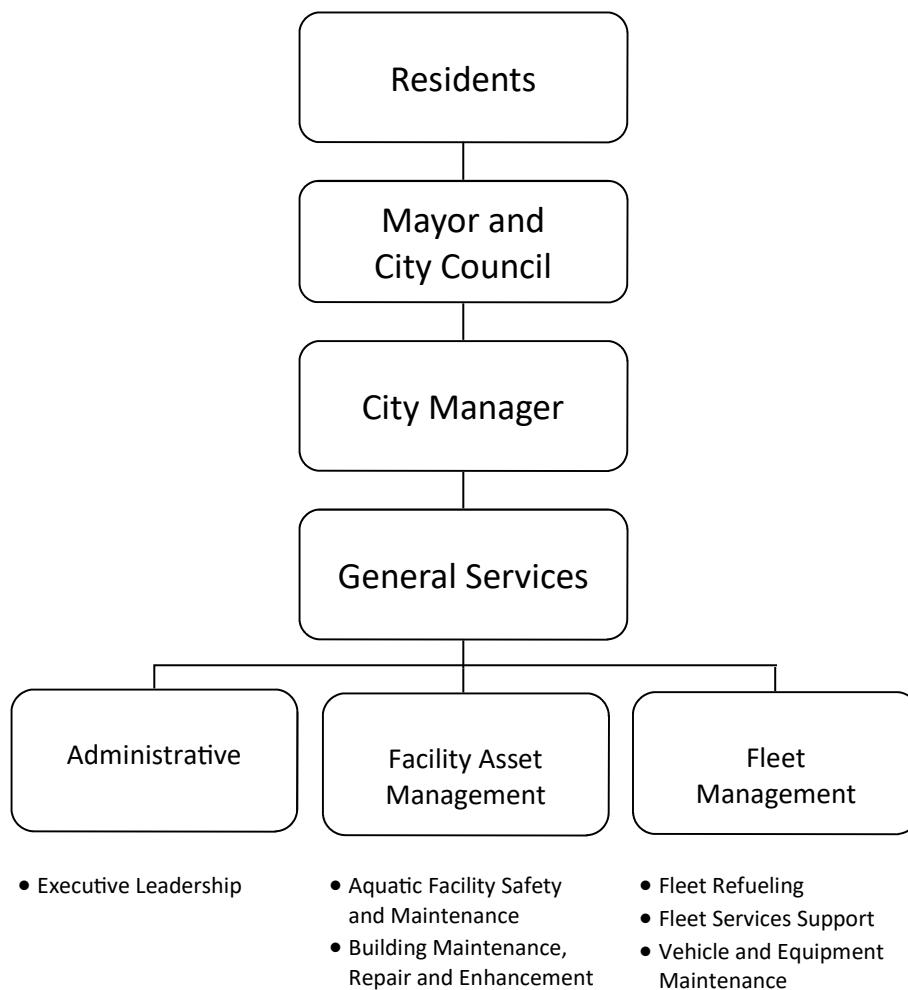 Residents
Mayor and
City Council
City Manager
General Services
Administrative
Facility Asset
Management
Fleet
Management
• Executive Leadership
• Aquatic Facility Safety
and Maintenance
• Building Maintenance,
Repair and Enhancement
• Fleet Refueling
• Fleet Services Support
• Vehicle and Equipment
Maintenance